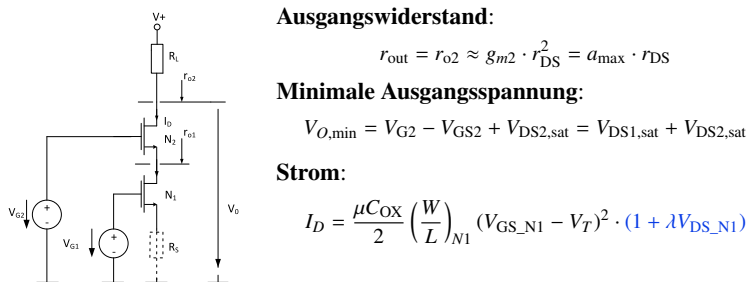 V+
R_L
r_o2
I_D
N_2
r_o1
N_1
V_G2
+
-
V_G1
+
-
R_S
V_0
Ausgangswiderstand:
r_out = r_o2 ≈ g_m2 · r_DS^2 = a_max · r_DS
Minimale Ausgangsspannung:
V_O,min = V_G2 − V_GS2 + V_DS2,sat = V_DS1,sat + V_DS2,sat
Strom:
I_D = μC_OX/2 (W/L)_N1 (V_GS_N1 − V_T)^2 · (1 + λV_DS_N1)